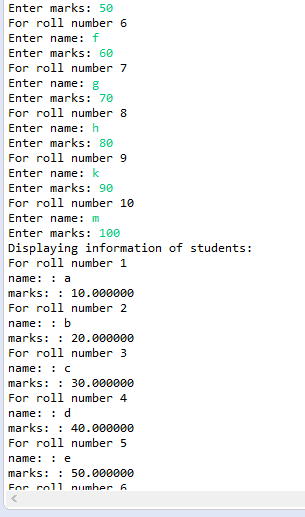 Enter marks: 50
For roll number 6
Enter name: f
Enter marks: 60
For roll number 7
Enter name: g
Enter marks: 70
For roll number 8
Enter name: h
Enter marks: 80
For roll number 9
Enter name: k
Enter marks: 90
For roll number 10
Enter name: m
Enter marks: 100
Displaying information of students:
For roll number 1
name: : a
marks: : 10.000000
For roll number 2
name: : b
marks: : 20.000000
For roll number 3
name: : c
marks: : 30.000000
For roll number 4
name: : d
marks: : 40.000000
For roll number 5
name: : e
marks: : 50.000000
For roll number 6